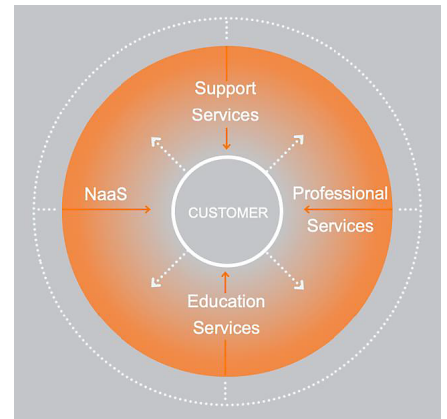 Support
Services
NaaS
CUSTOMER
Professional
Services
Education
Services